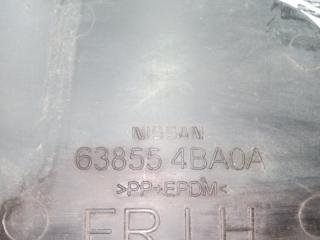 NISSAN
63855 4BA0A
>PP+EPDM<
FR LH